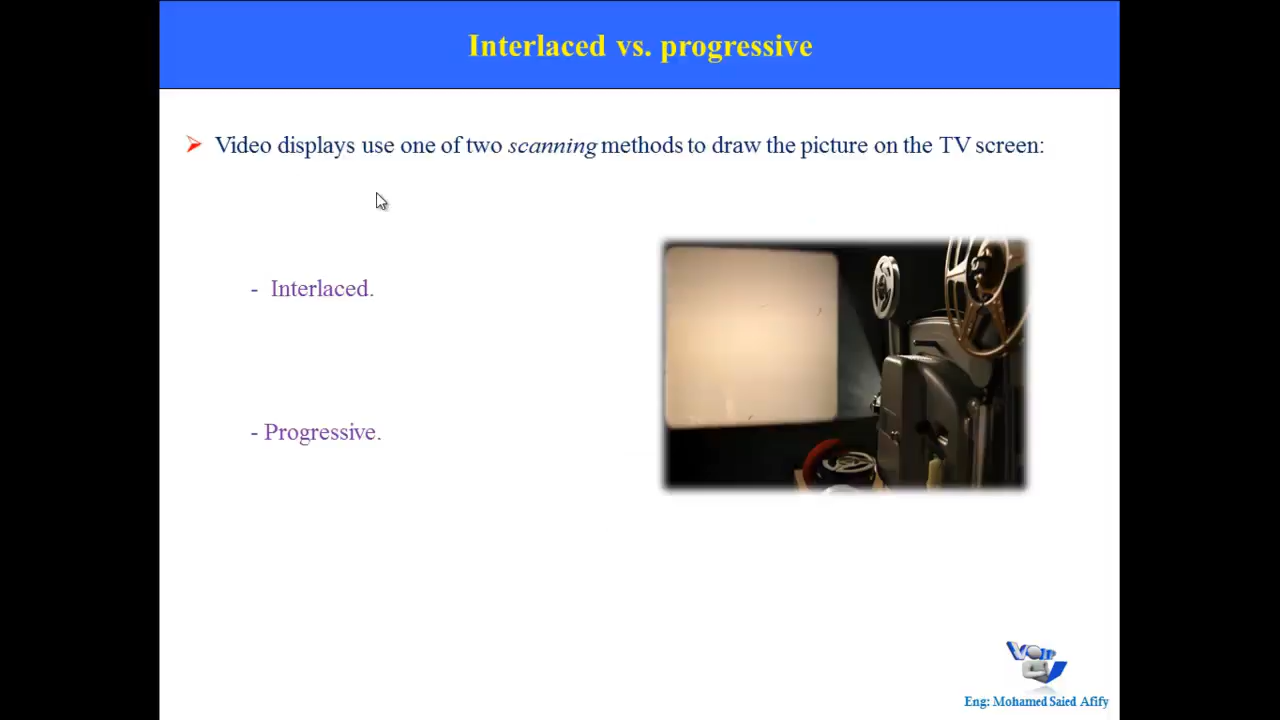 Interlaced vs. progressive
Video displays use one of two scanning methods to draw the picture on the TV screen:
- Interlaced.
- Progressive.
Eng: Mohamed Saied Afify